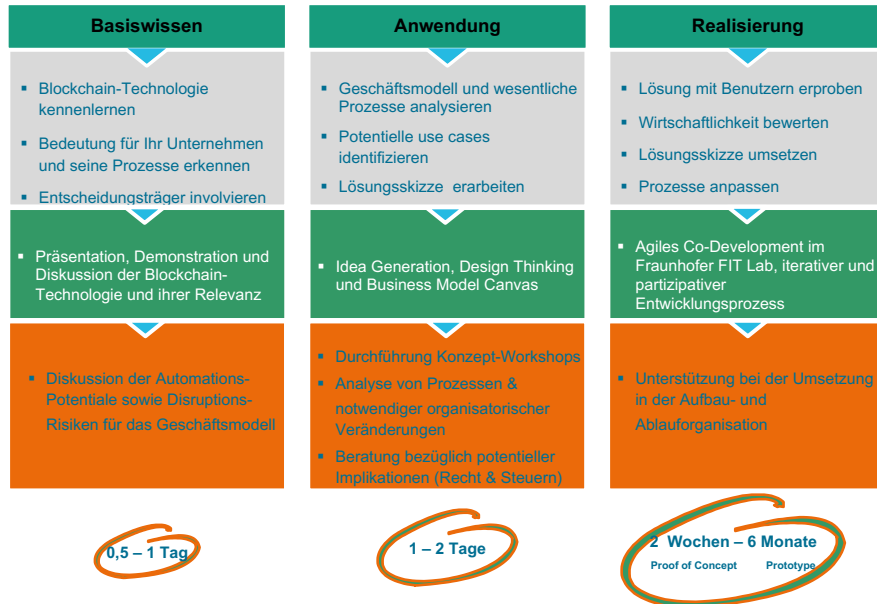 Basiswissen
▪ Blockchain-Technologie
kennenlernen
▪ Bedeutung für Ihr Unternehmen
und seine Prozesse erkennen
▪ Entscheidungsträger involvieren
▪ Präsentation, Demonstration und
Diskussion der Blockchain-
Technologie und ihrer Relevanz
▪ Diskussion der Automations-
Potentiale sowie Disruptions-
Risiken für das Geschäftsmodell
0,5 – 1 Tag
Anwendung
▪ Geschäftsmodell und wesentliche
Prozesse analysieren
▪ Potentielle use cases
identifizieren
▪ Lösungsskizze erarbeiten
▪ Idea Generation, Design Thinking
und Business Model Canvas
▪ Durchführung Konzept-Workshops
▪ Analyse von Prozessen &
notwendiger organisatorischer
Veränderungen
▪ Beratung bezüglich potentieller
Implikationen (Recht & Steuern)
1 – 2 Tage
Realisierung
▪ Lösung mit Benutzern erproben
▪ Wirtschaftlichkeit bewerten
▪ Lösungsskizze umsetzen
▪ Prozesse anpassen
▪ Agiles Co-Development im
Fraunhofer FIT Lab, iterativer und
partizipativer
Entwicklungsprozess
▪ Unterstützung bei der Umsetzung
in der Aufbau- und
Ablauforganisation
2 Wochen – 6 Monate
Proof of Concept Prototype